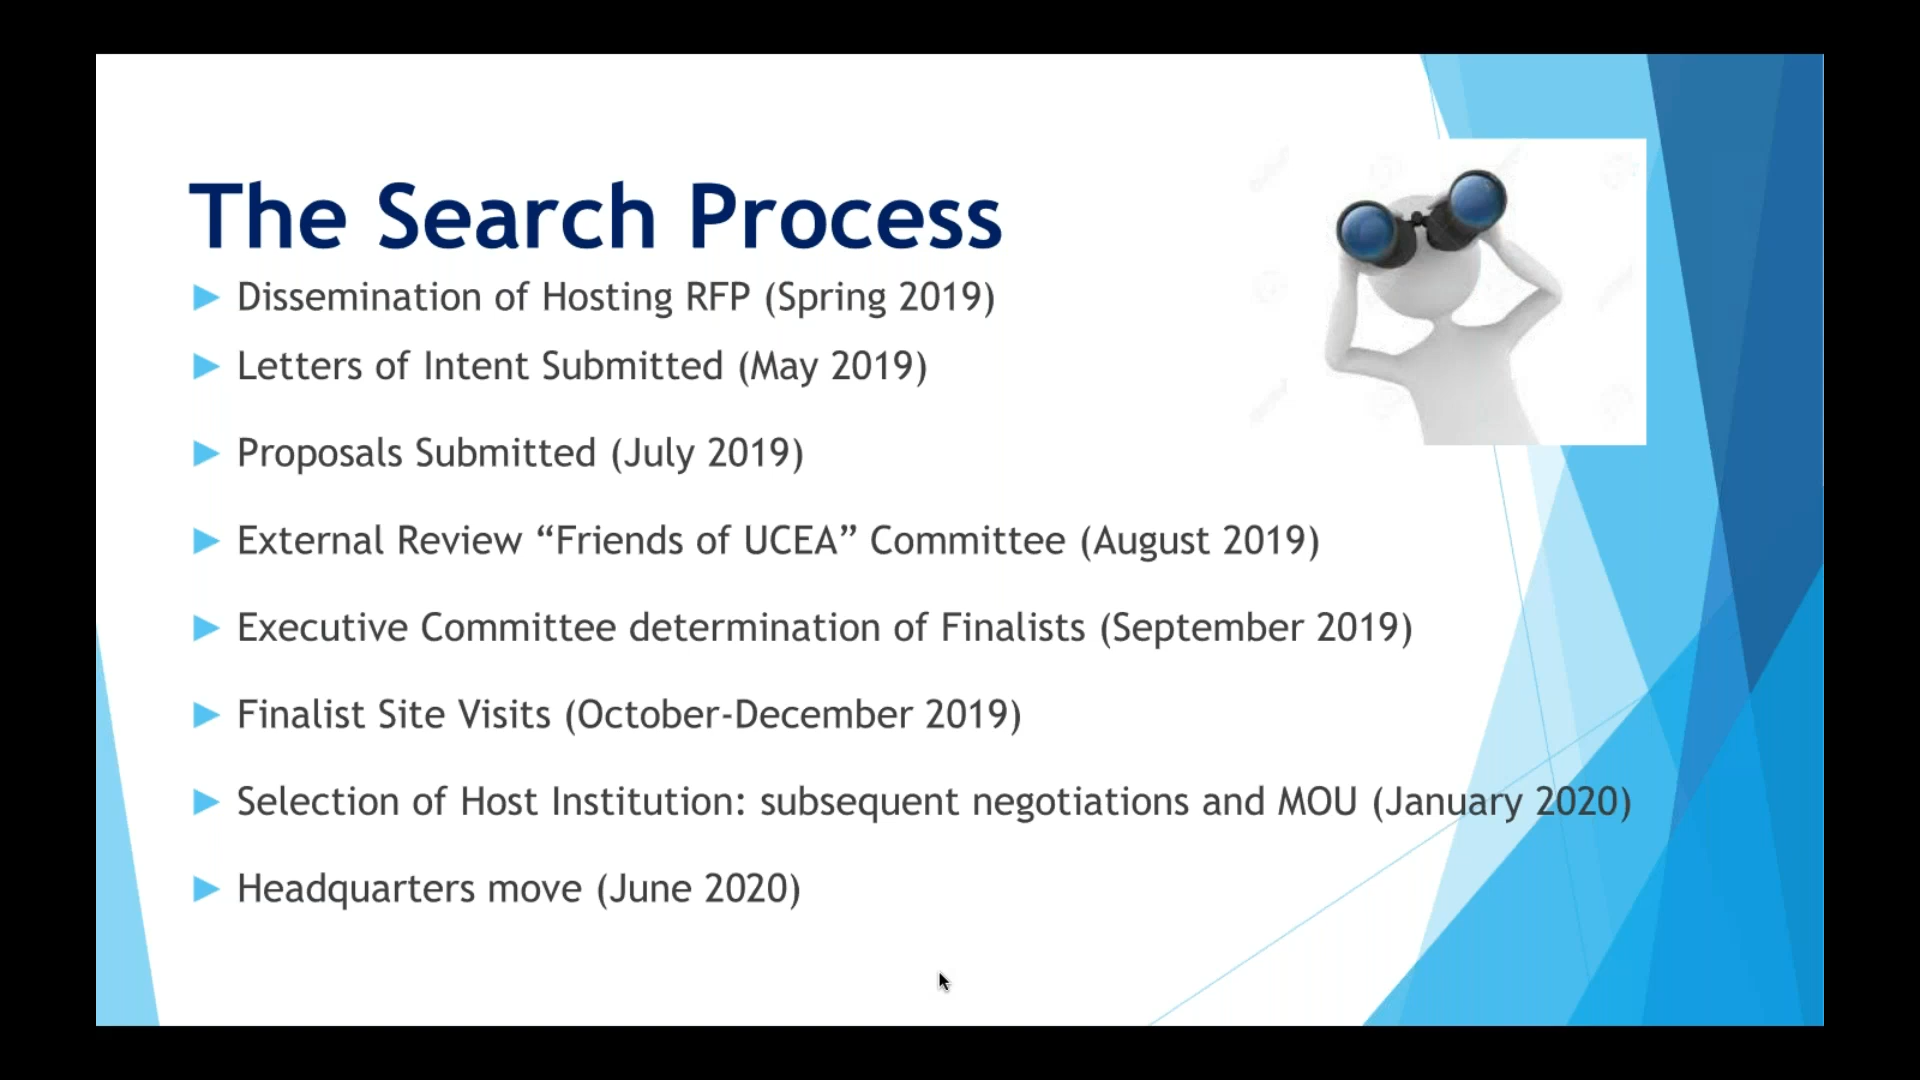 The Search Process
Dissemination of Hosting RFP (Spring 2019)
Letters of Intent Submitted (May 2019)
Proposals Submitted (July 2019)
External Review “Friends of UCEA” Committee (August 2019)
Executive Committee determination of Finalists (September 2019)
Finalist Site Visits (October-December 2019)
Selection of Host Institution: subsequent negotiations and MOU (January 2020)
Headquarters move (June 2020)